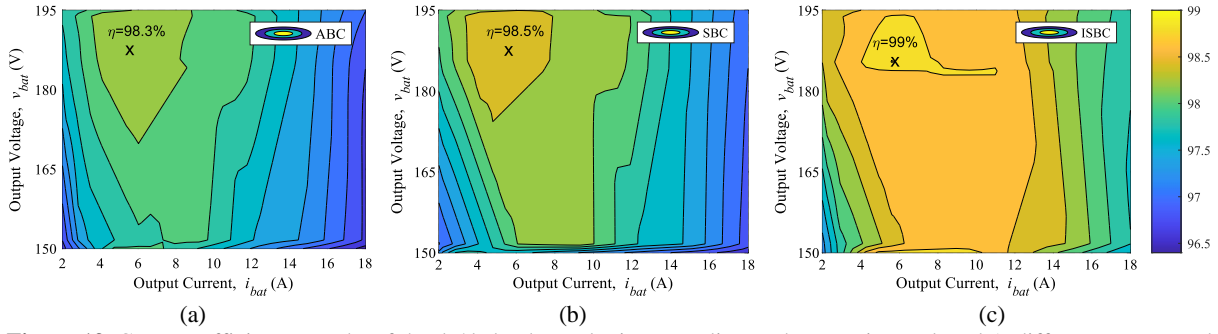 195
180
165
150
Output Voltage, v_bat (V)
η=98.3%
x
ABC
2 4 6 8 10 12 14 16 18
Output Current, i_bat (A)
(a)
195
180
165
150
Output Voltage, v_bat (V)
η=98.5%
x
SBC
2 4 6 8 10 12 14 16 18
Output Current, i_bat (A)
(b)
195
180
165
150
Output Voltage, v_bat (V)
η=99%
x
ISBC
2 4 6 8 10 12 14 16 18
Output Current, i_bat (A)
(c)
99
98.5
98
97.5
97
96.5